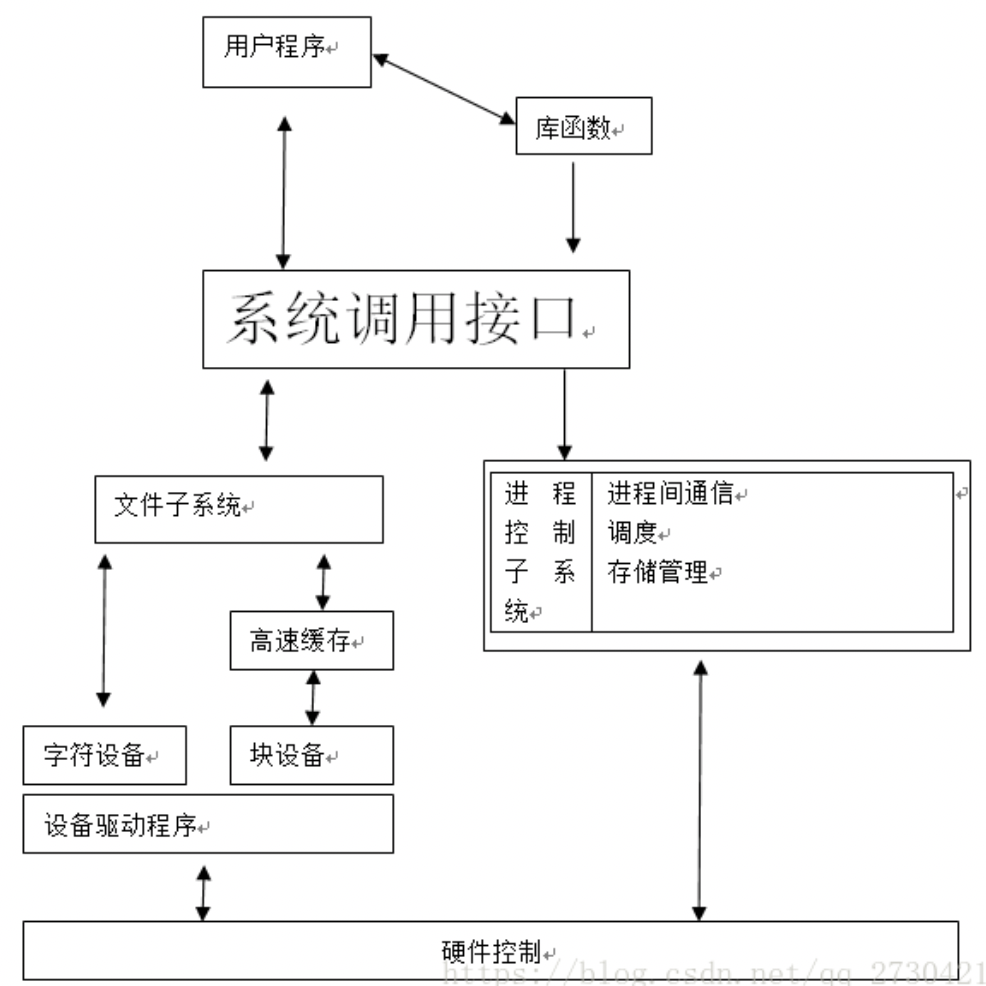 用户程序
库函数
系统调用接口
文件子系统
进 程
控 制
子 系
统
进程间通信
调度
存储管理
高速缓存
字符设备
块设备
设备驱动程序
硬件控制
https://blog.csdn.net/qq_2730421